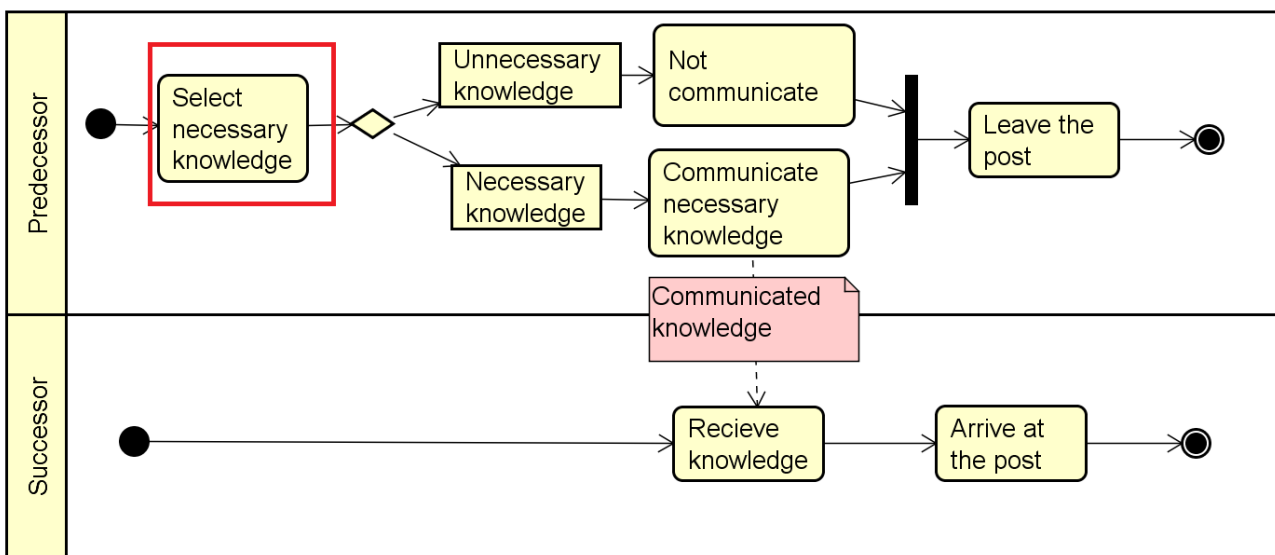 Predecessor
Select
necessary
knowledge
Unnecessary
knowledge
Not
communicate
Necessary
knowledge
Communicate
necessary
knowledge
Leave the
post
Communicated
knowledge
Successor
Recieve
knowledge
Arrive at
the post